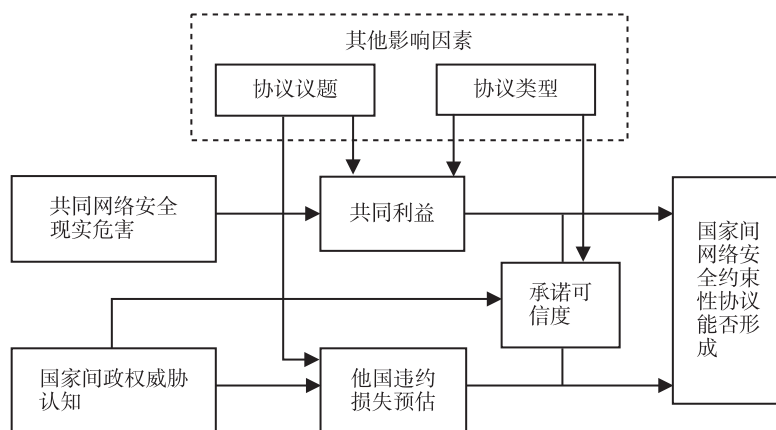 其他影响因素
协议议题
协议类型
共同网络安全
现实危害
共同利益
国家间
网络安
全约束
性协议
能否形
成
承诺可
信度
国家间政权威胁
认知
他国违约
损失预估